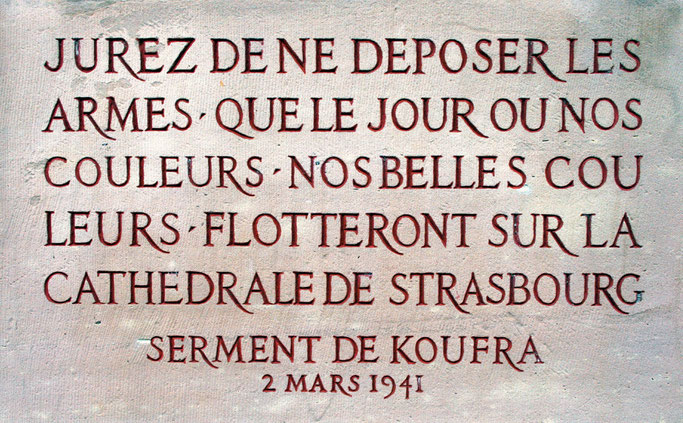 JUREZ DE NE DEPOSER LES
ARMES · QUE LE JOUR OU NOS
COULEURS · NOS BELLES COU
LEURS · FLOTTERONT SUR LA
CATHEDRALE DE STRASBOURG
SERMENT DE KOUFRA
2 MARS 1941